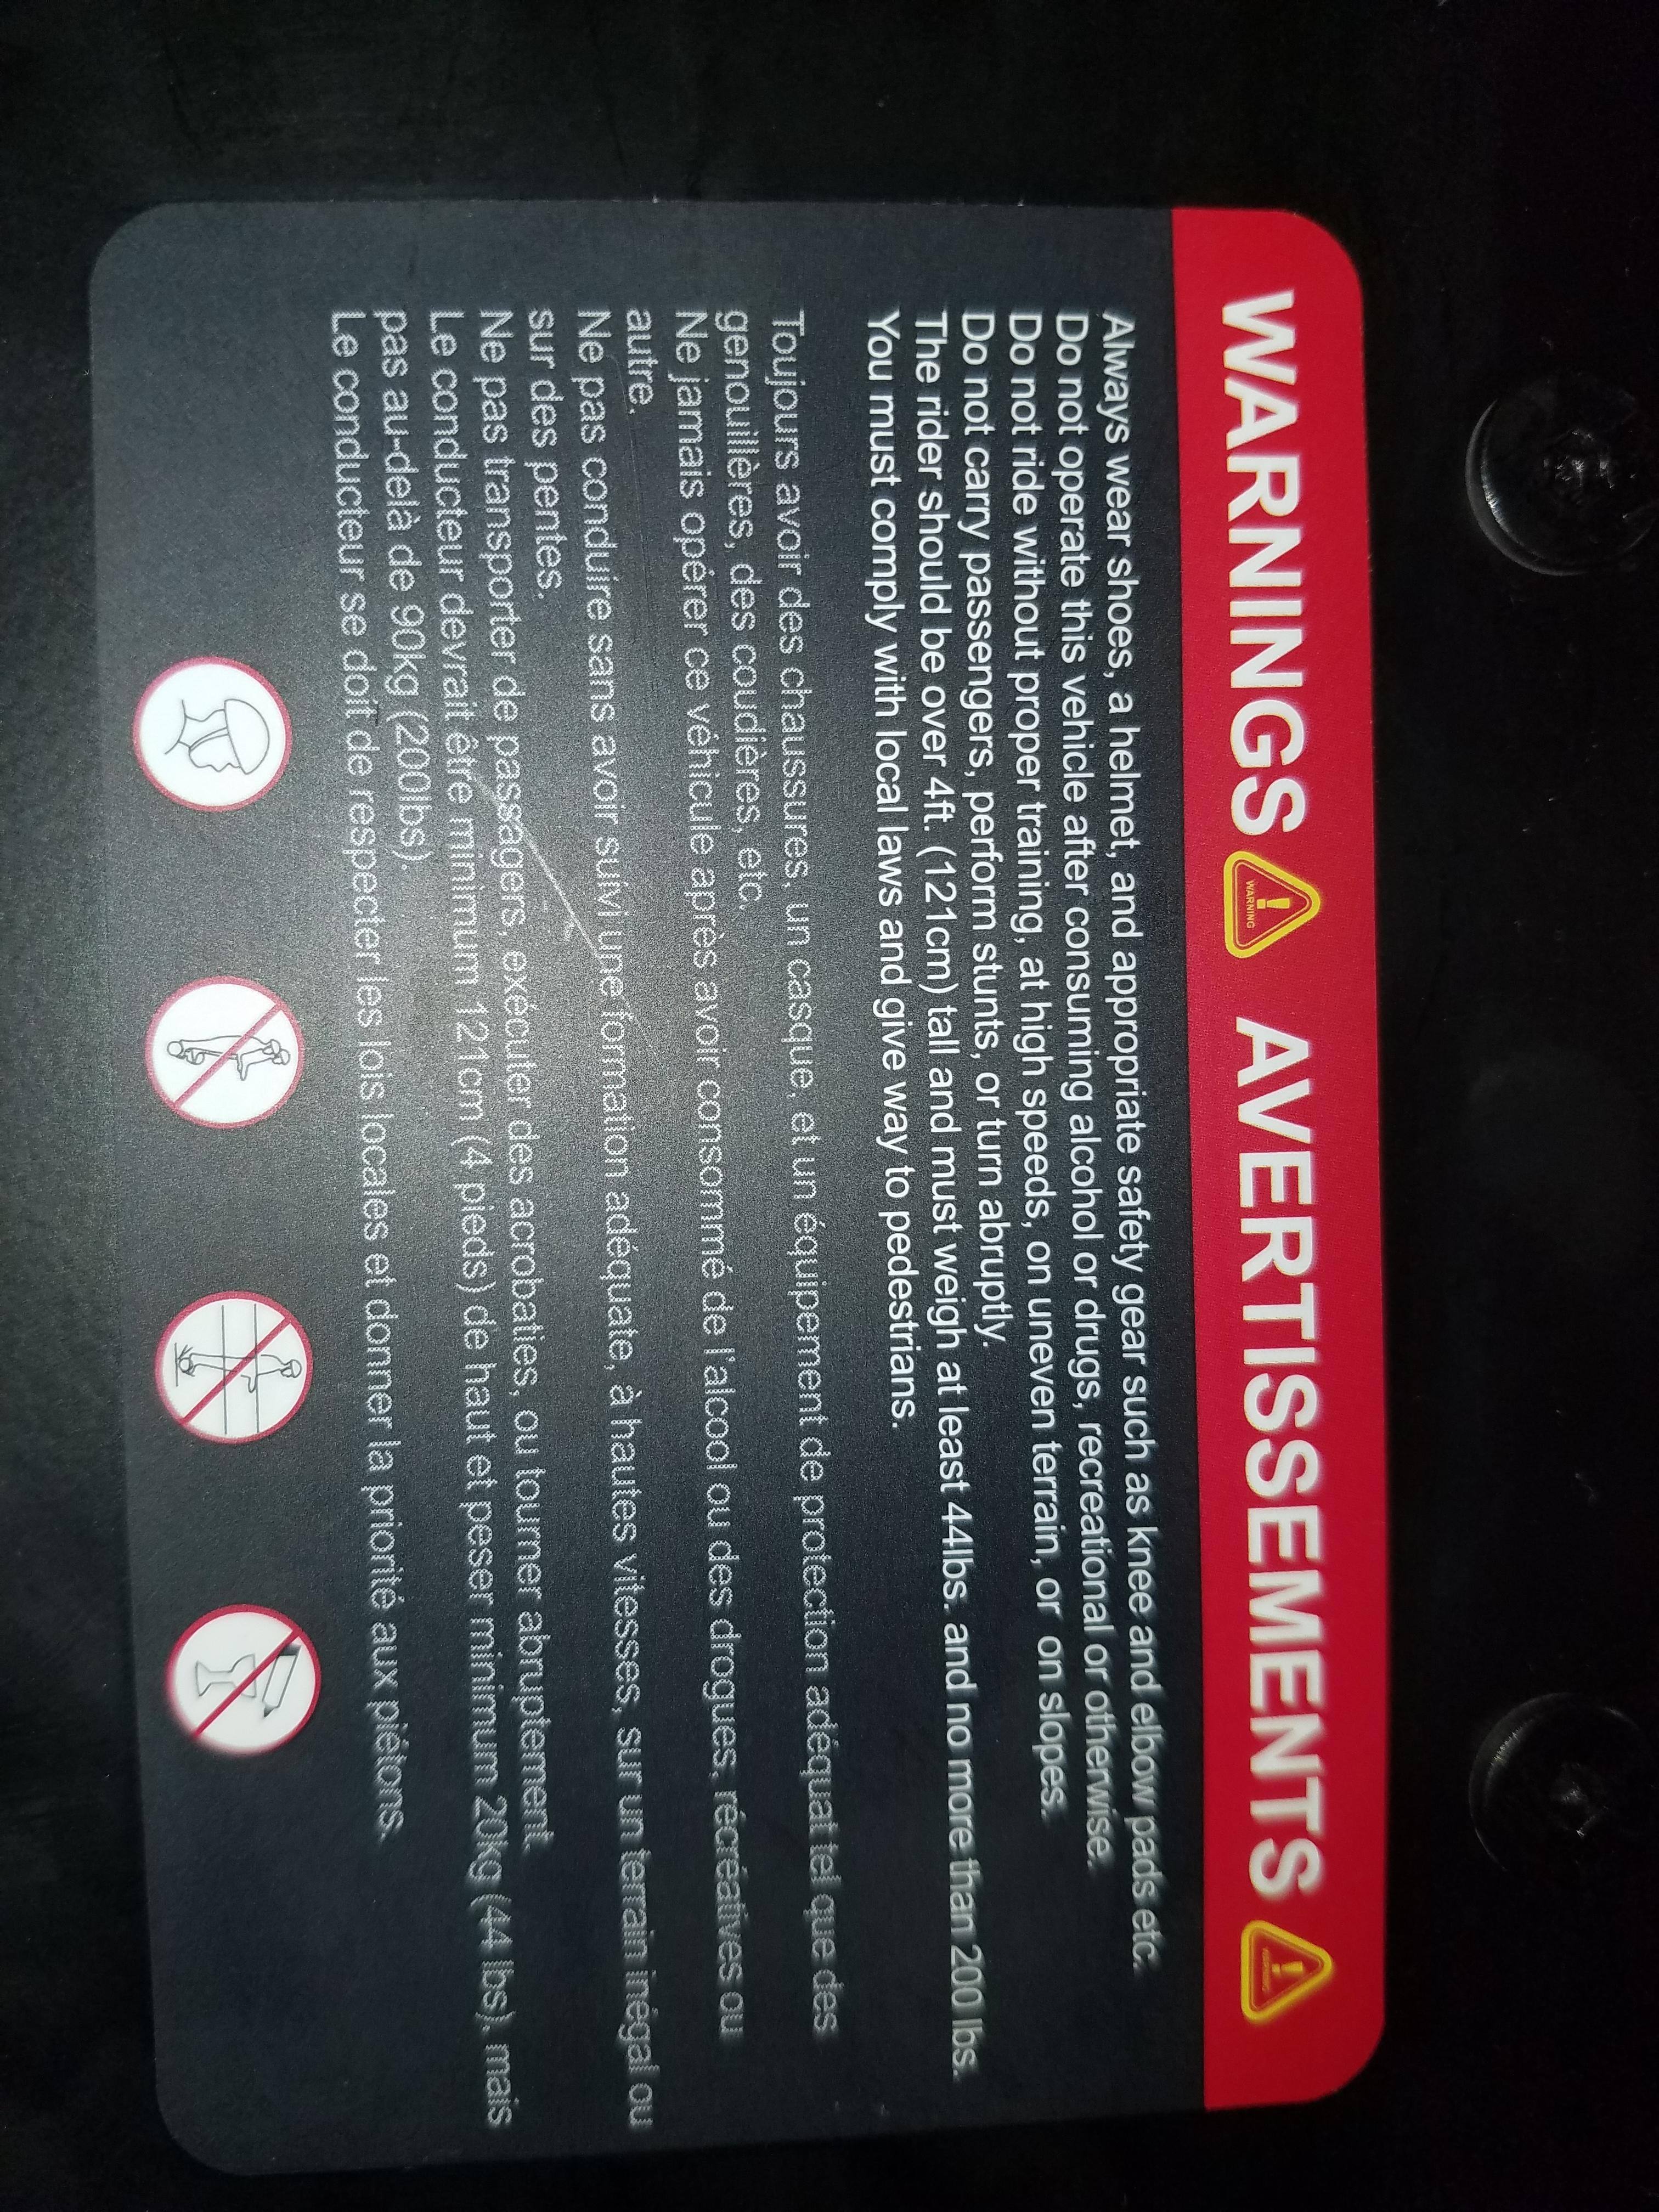 WARNINGS WARNING AVERTISSEMENTS
Always wear shoes, a helmet, and appropriate safety gear such as knee and elbow pads etc.
Do not operate this vehicle after consuming alcohol or drugs, recreational or otherwise.
Do not ride without proper training, at high speeds, on uneven terrain, or on slopes.
Do not carry passengers, perform stunts, or turn abruptly.
The rider should be over 4ft. (121cm) tall and must weigh at least 44lbs. and no more than 200 lbs.
You must comply with local laws and give way to pedestrians.
Toujours avoir des chaussures, un casque, et un équipement de protection adéquat tel que des
genouillères, des coudières, etc.
Ne jamais opérer ce véhicule après avoir consommé de l'alcool ou des drogues, récréatives ou
autre.
Ne pas conduire sans avoir suivi une formation adéquate, à hautes vitesses, sur un terrain inégal ou
sur des pentes.
Ne pas transporter de passagers, exécuter des acrobaties, ou tourner abruptement.
Le conducteur devrait être minimum 121cm (4 pieds) de haut et peser minimum 20kg (44 lbs), mais
pas au-delà de 90kg (200lbs).
Le conducteur se doit de respecter les lois locales et donner la priorité aux piétons.